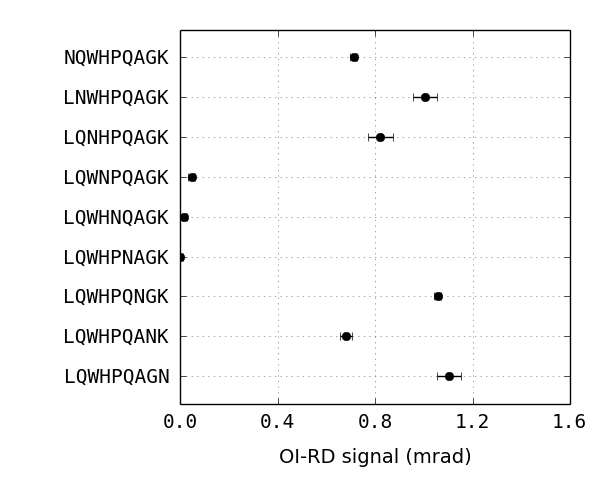 NQWHPQAGK
LNWHPQAGK
LQNHPQAGK
LQWNPQAGK
LQWHNQAGK
LQWHPNAGK
LQWHPQNGK
LQWHPQANK
LQWHPQAGN
0.0 0.4 0.8 1.2 1.6
OI-RD signal (mrad)